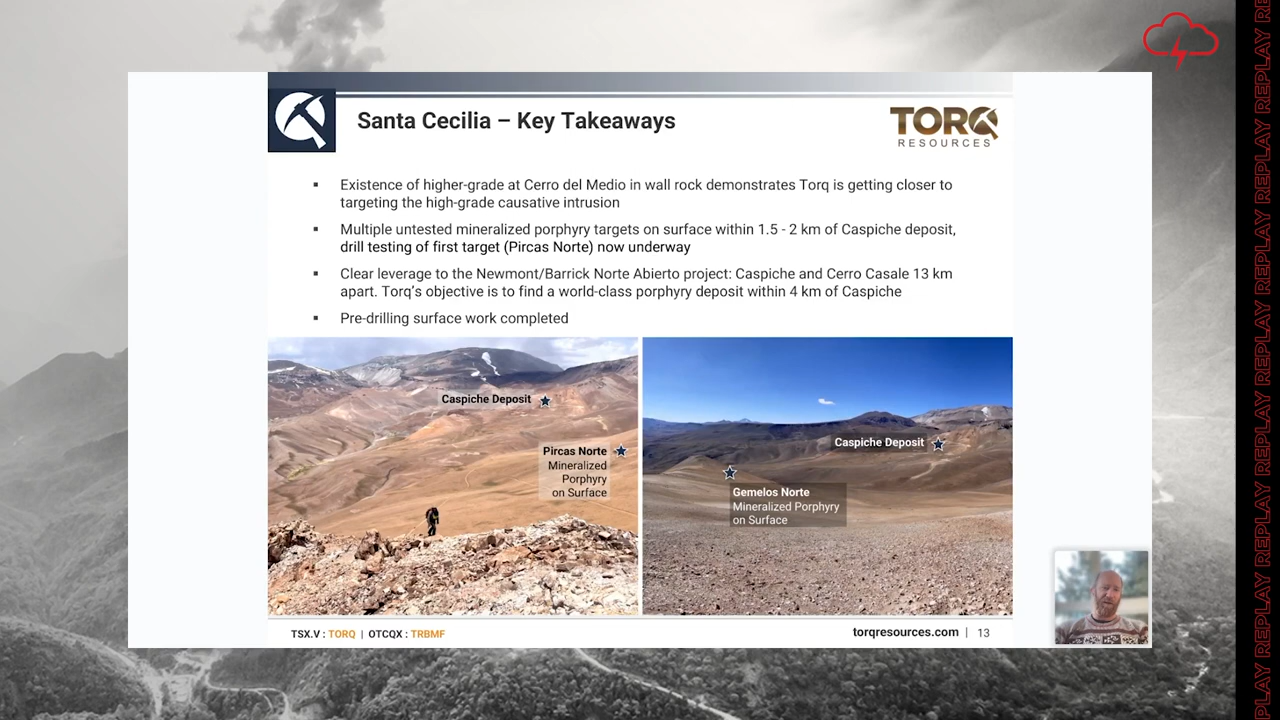 Santa Cecilia – Key Takeaways
TORQ
RESOURCES
▪ Existence of higher-grade at Cerro del Medio in wall rock demonstrates Torq is getting closer to
targeting the high-grade causative intrusion
▪ Multiple untested mineralized porphyry targets on surface within 1.5 - 2 km of Caspiche deposit,
drill testing of first target (Pircas Norte) now underway
▪ Clear leverage to the Newmont/Barrick Norte Abierto project: Caspiche and Cerro Casale 13 km
apart. Torq's objective is to find a world-class porphyry deposit within 4 km of Caspiche
▪ Pre-drilling surface work completed
Caspiche Deposit
Pircas Norte
Mineralized
Porphyry
on Surface
Caspiche Deposit
Gemelos Norte
Mineralized Porphyry
on Surface
TSX.V : TORQ | OTCQX : TRBMF
torqresources.com | 13
PLAY REPLAY REPLAY REPLAY REPLAY REPLAY REPLAY REPLAY RE